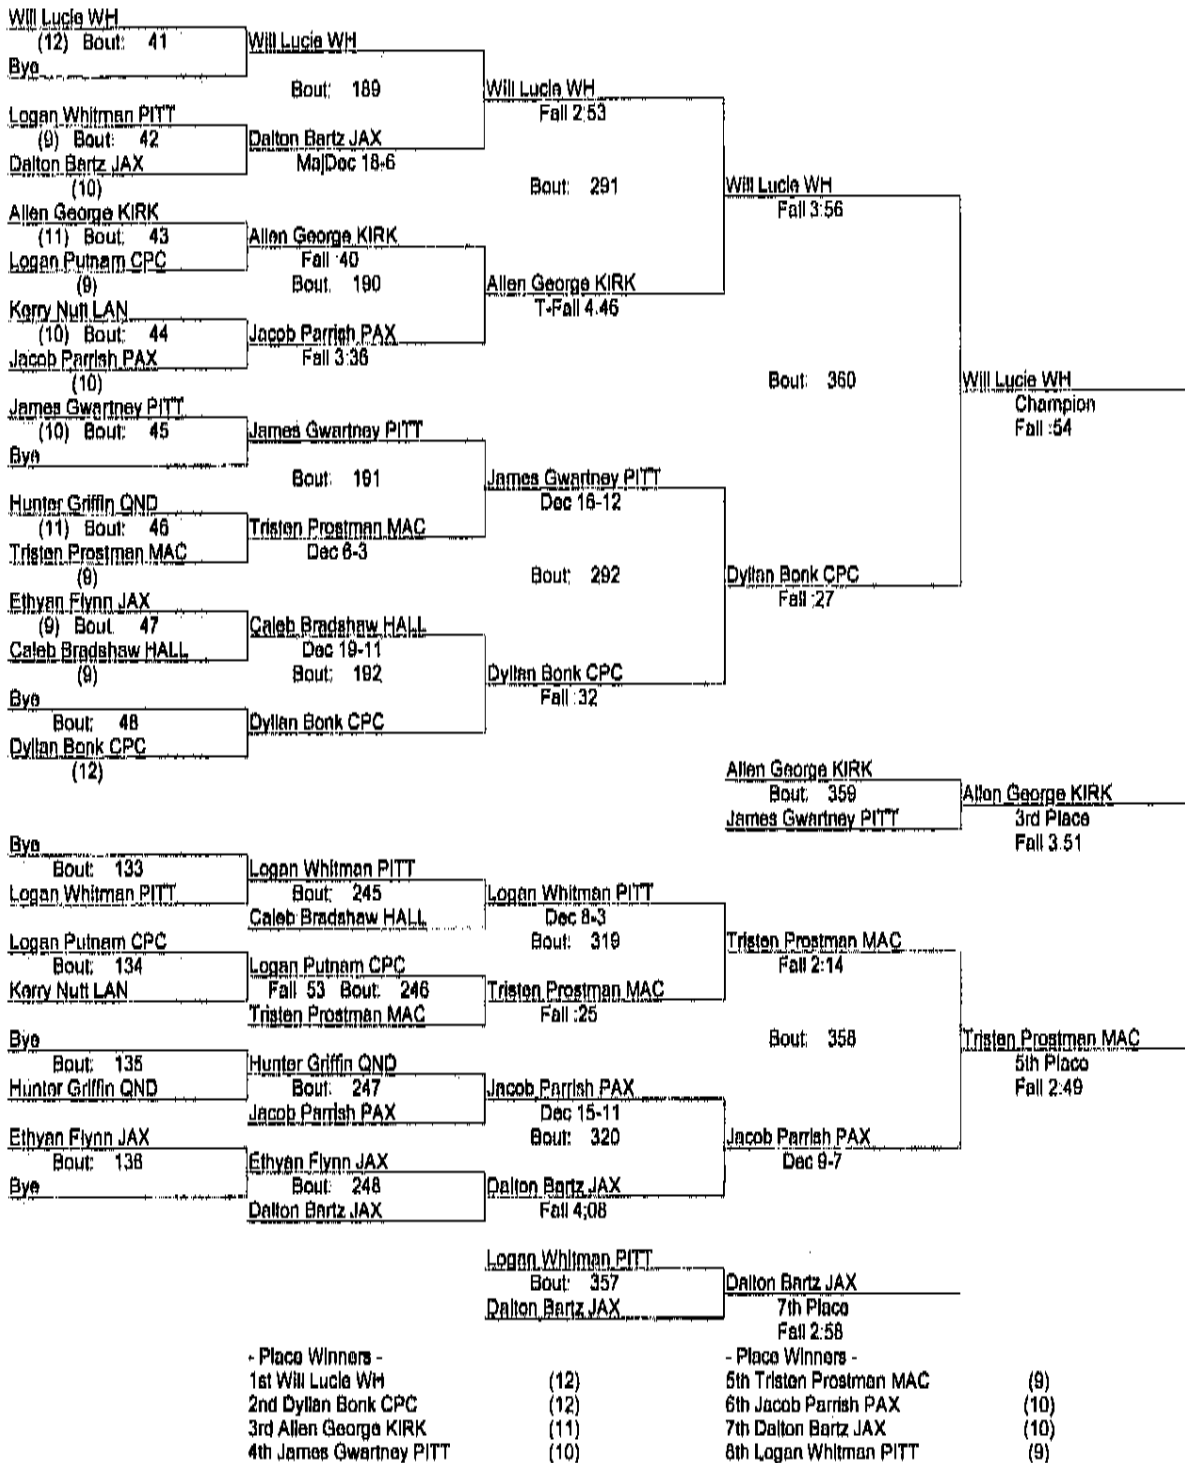 Will Lucie WH
(12) Bout: 41
Bye
Will Lucie WH
Bout: 189
Logan Whitman PITT
(9) Bout: 42
Dalton Bartz JAX
(10)
Dalton Bartz JAX
MajDec 18-6
Will Lucie WH
Fall 2:53
Bout: 291
Allen George KIRK
(11) Bout: 43
Logan Putnam CPC
(9)
Allen George KIRK
Fall :40
Bout: 190
Kerry Nutt LAN
(10) Bout: 44
Jacob Parrish PAX
(10)
Jacob Parrish PAX
Fall 3:36
Allen George KIRK
T-Fall 4.46
Will Lucie WH
Fall 3:56
Bout: 360
James Gwartney PITT
(10) Bout: 45
Bye
James Gwartney PITT
Bout: 191
Hunter Griffin QND
(11) Bout: 46
Tristen Prostman MAC
(9)
Tristen Prostman MAC
Dec 6-3
James Gwartney PITT
Dec 16-12
Bout: 292
Ethyan Flynn JAX
(9) Bout 47
Caleb Bradshaw HALL
(9)
Caleb Bradshaw HALL
Dec 19-11
Bout: 192
Bye
Bout: 48
Dyllan Bonk CPC
(12)
Dyllan Bonk CPC
Dyllan Bonk CPC
Fall :32
Dyllan Bonk CPC
Fall :27
Will Lucie WH
Champion
Fall :54
Allen George KIRK
Bout: 359
James Gwartney PITT
Allen George KIRK
3rd Place
Fall 3.51
Bye
Bout: 133
Logan Whitman PITT
Logan Whitman PITT
Bout: 245
Caleb Bradshaw HALL
Logan Whitman PITT
Dec 8-3
Bout: 319
Logan Putnam CPC
Bout: 134
Kerry Nutt LAN
Logan Putnam CPC
Fall 53 Bout: 246
Tristen Prostman MAC
Tristen Prostman MAC
Fall :25
Tristen Prostman MAC
Fall 2:14
Bout: 358
Bye
Bout: 135
Hunter Griffin QND
Hunter Griffin QND
Bout: 247
Jacob Parrish PAX
Jacob Parrish PAX
Dec 15-11
Bout: 320
Ethyan Flynn JAX
Bout: 136
Bye
Ethyan Flynn JAX
Bout: 248
Dalton Bartz JAX
Dalton Bartz JAX
Fall 4;08
Jacob Parrish PAX
Dec 9-7
Tristen Prostman MAC
5th Place
Fall 2:49
Logan Whitman PITT
Bout: 357
Dalton Bartz JAX
Dalton Bartz JAX
7th Place
Fall 2:58
- Place Winners -
1st Will Lucie WH (12)
2nd Dyllan Bonk CPC (12)
3rd Allen George KIRK (11)
4th James Gwartney PITT (10)
- Place Winners -
5th Tristen Prostman MAC (9)
6th Jacob Parrish PAX (10)
7th Dalton Bartz JAX (10)
8th Logan Whitman PITT (9)